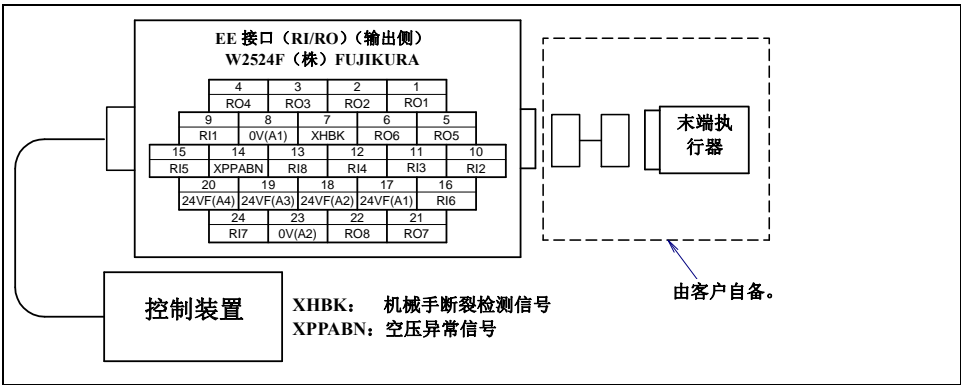 EE 接口（RI/RO）（输出侧）
W2524F（株）FUJIKURA
4 3 2 1
RO4 RO3 RO2 RO1
9 8 7 6 5
RI1 0V(A1) XHBK RO6 RO5
15 14 13 12 11 10
RI5 XPPABN RI8 RI4 RI3 RI2
20 19 18 17 16
24VF(A4) 24VF(A3) 24VF(A2) 24VF(A1) RI6
24 23 22 21
RI7 0V(A2) RO8 RO7
末端执
行器
由客户自备。
控制装置
XHBK： 机械手断裂检测信号
XPPABN：空压异常信号